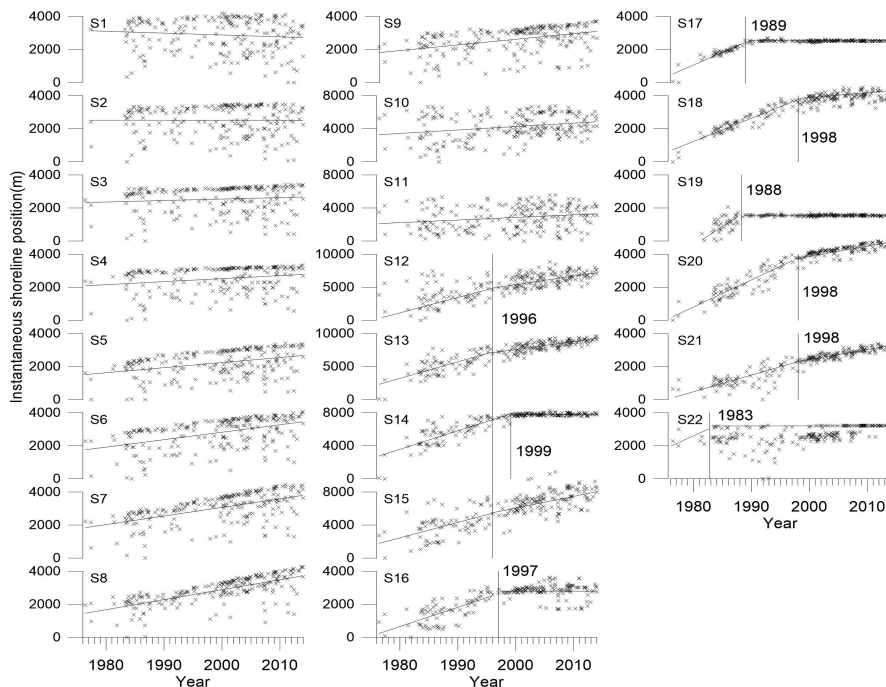 Instantaneous shoreline position(m)
S1
4000
2000
0
S2
4000
2000
0
S3
4000
2000
0
S4
4000
2000
0
S5
4000
2000
0
S6
4000
2000
0
S7
4000
2000
0
S8
4000
2000
0
1980 1990 2000 2010
Year
S9
4000
2000
0
S10
8000
4000
0
S11
8000
4000
0
S12
10000
5000
0
1996
S13
10000
5000
0
S14
8000
4000
0
1999
S15
8000
4000
0
S16
1997
4000
2000
0
1980 1990 2000 2010
Year
S17
1989
4000
2000
0
S18
4000
2000
0
1998
S19
1988
4000
2000
0
S20
4000
2000
0
1998
S21
1998
4000
2000
0
S22
1983
4000
2000
0
1980 1990 2000 2010
Year